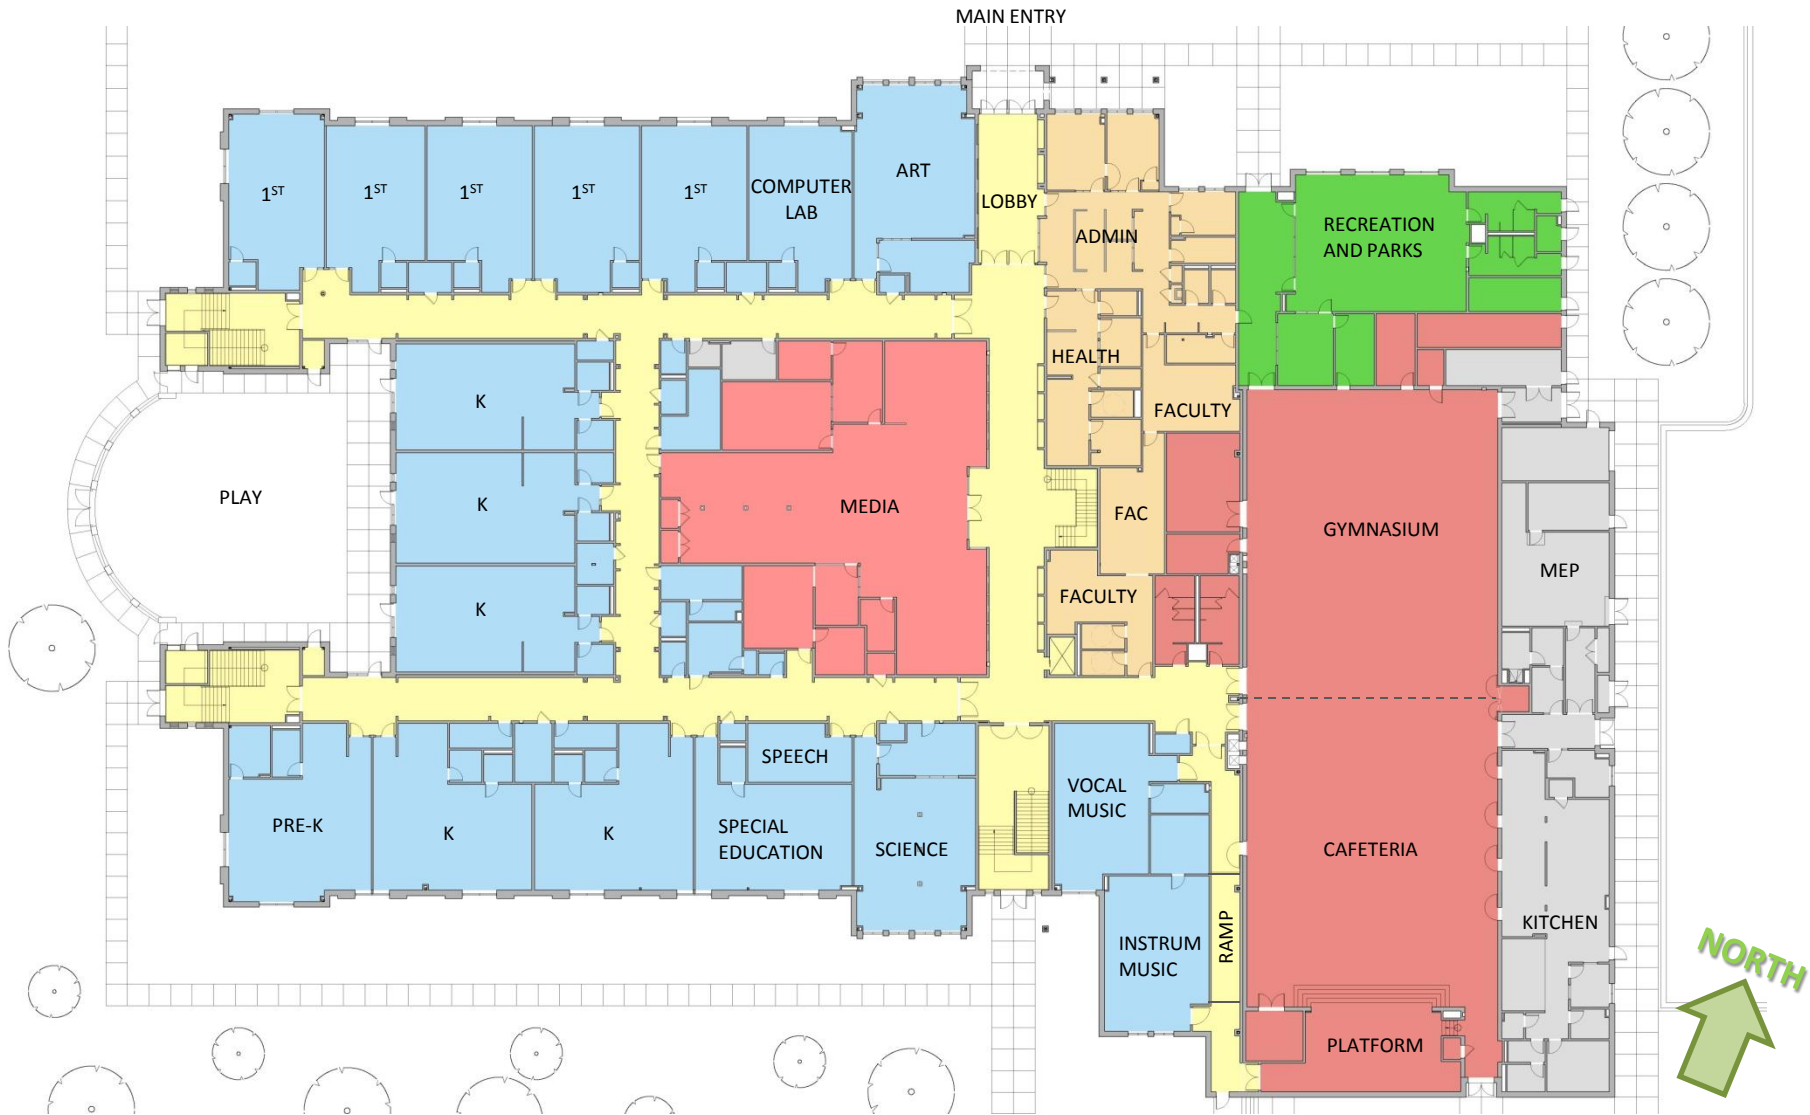 MAIN ENTRY
1ST
1ST
1ST
1ST
1ST
COMPUTER
LAB
ART
LOBBY
ADMIN
RECREATION
AND PARKS
HEALTH
FACULTY
K
K
K
PLAY
MEDIA
FAC
FACULTY
GYMNASIUM
MEP
PRE-K
K
K
SPEECH
SPECIAL
EDUCATION
SCIENCE
VOCAL
MUSIC
INSTRUM
MUSIC
RAMP
CAFETERIA
KITCHEN
PLATFORM
NORTH